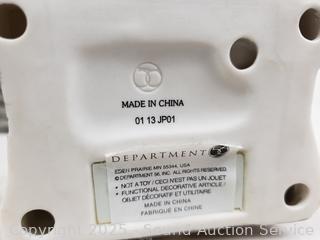 MADE IN CHINA
01 13 JP01
DEPARTMENT 56
EDEN PRAIRIE MN 55344, USA
© DEPARTMENT 56, INC. ALL RIGHTS RESERVED.
• NOT A TOY / CECI N'EST PAS UN JOUET
• FUNCTIONAL DECORATIVE ARTICLE /
OBJET DÉCORATIF ET UTILITAIRE
MADE IN CHINA
FABRIQUÉ EN CHINE
Copyright 2025 - Sound Auction Service